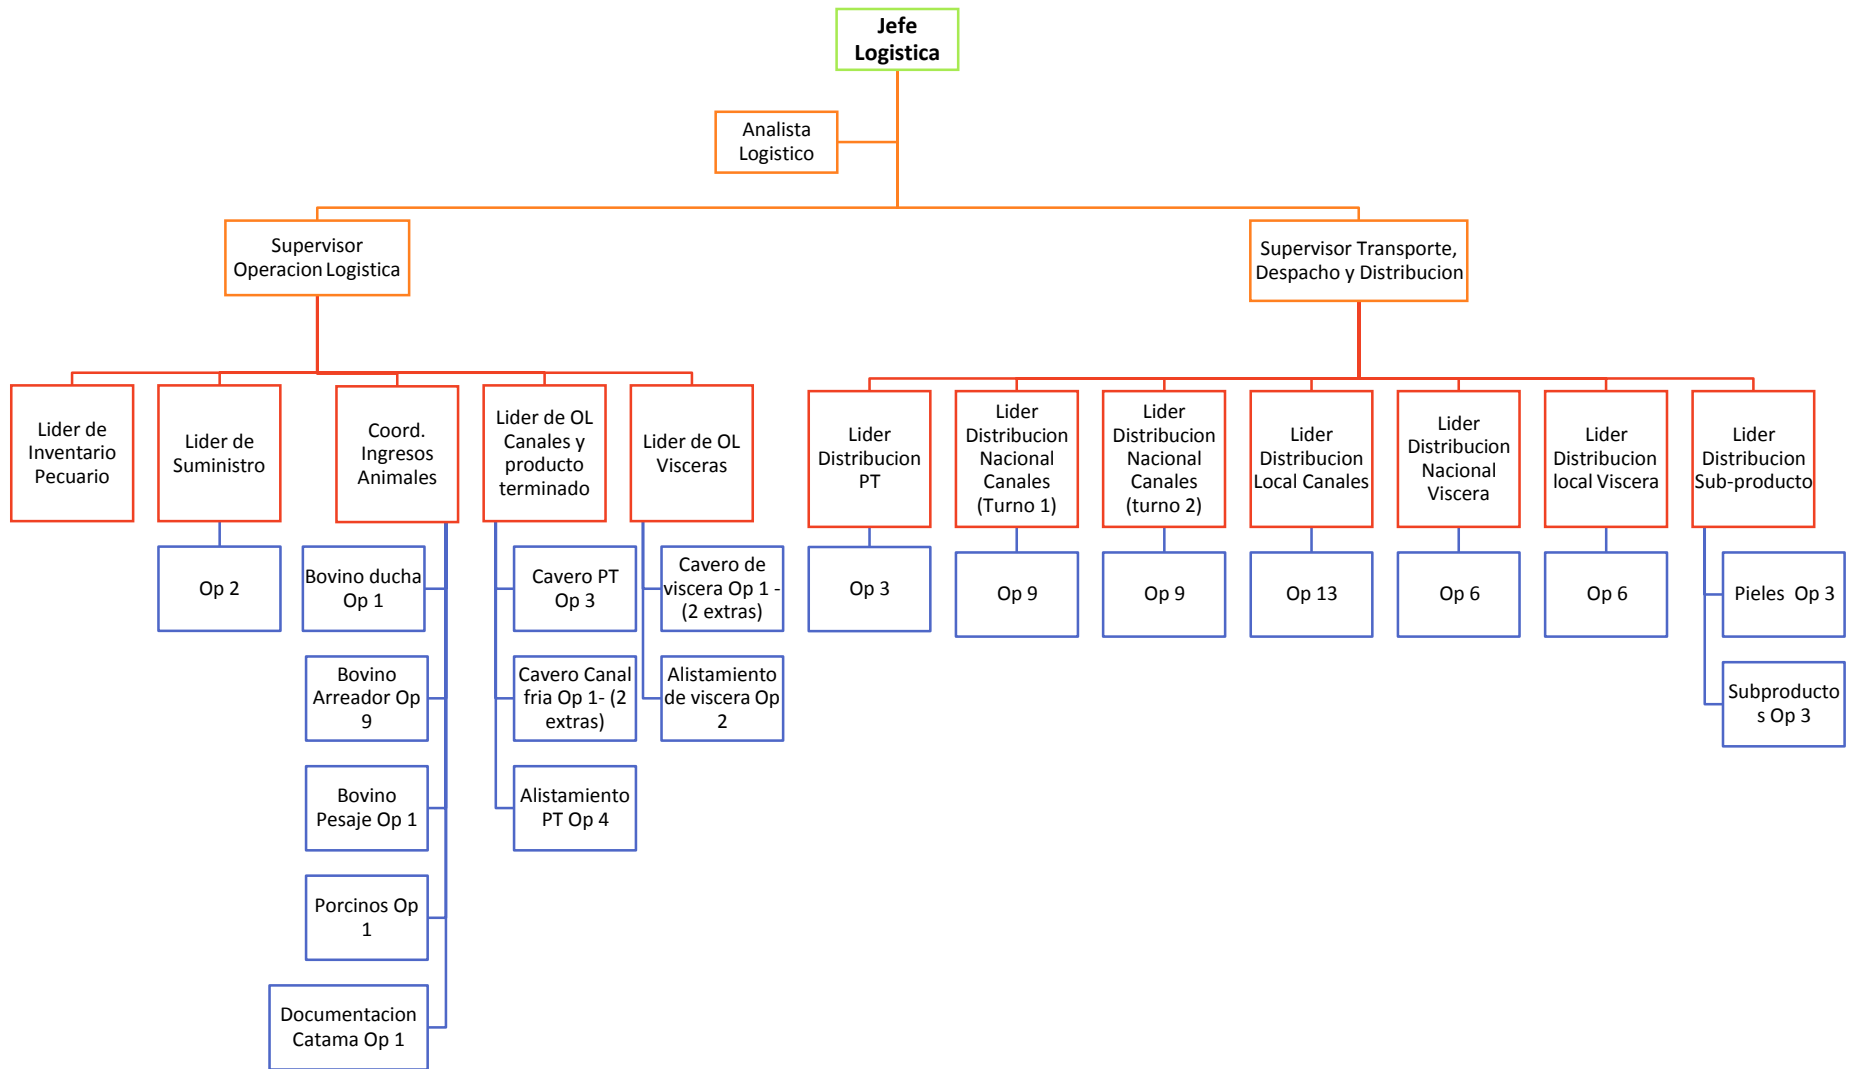 Jefe
Logistica
Analista
Logistico
Supervisor
Operacion Logistica
Supervisor Transporte,
Despacho y Distribucion
Lider de
Inventario
Pecuario
Lider de
Suministro
Coord.
Ingresos
Animales
Lider de OL
Canales y
producto
terminado
Lider de OL
Visceras
Lider
Distribucion
PT
Lider
Distribucion
Nacional
Canales
(Turno 1)
Lider
Distribucion
Nacional
Canales
(turno 2)
Lider
Distribucion
Local Canales
Lider
Distribucion
Nacional
Viscera
Lider
Distribucion
local Viscera
Lider
Distribucion
Sub-producto
Op 2
Bovino ducha
Op 1
Bovino
Arreador Op
9
Bovino
Pesaje Op 1
Porcinos Op
1
Documentacion
Catama Op 1
Cavero PT
Op 3
Cavero Canal
fria Op 1- (2
extras)
Alistamiento
PT Op 4
Cavero de
viscera Op 1 -
(2 extras)
Alistamiento
de viscera Op
2
Op 3
Op 9
Op 9
Op 13
Op 6
Op 6
Pieles  Op 3
Subproducto
s Op 3